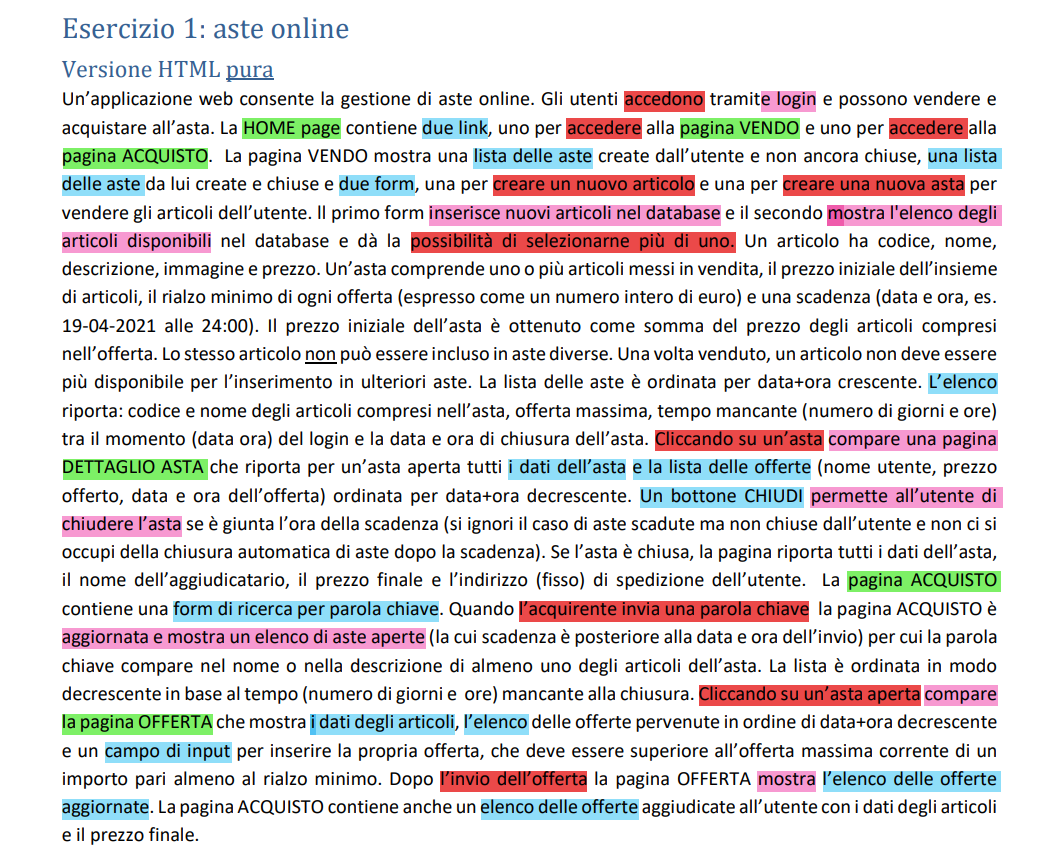 Esercizio 1: aste online
Versione HTML pura
Un’applicazione web consente la gestione di aste online. Gli utenti accedono tramite login e possono vendere e
acquistare all’asta. La HOME page contiene due link, uno per accedere alla pagina VENDO e uno per accedere alla
pagina ACQUISTO. La pagina VENDO mostra una lista delle aste create dall’utente e non ancora chiuse, una lista
delle aste da lui create e chiuse e due form, una per creare un nuovo articolo e una per creare una nuova asta per
vendere gli articoli dell’utente. Il primo form inserisce nuovi articoli nel database e il secondo mostra l'elenco degli
articoli disponibili nel database e dà la possibilità di selezionarne più di uno. Un articolo ha codice, nome,
descrizione, immagine e prezzo. Un’asta comprende uno o più articoli messi in vendita, il prezzo iniziale dell’insieme
di articoli, il rialzo minimo di ogni offerta (espresso come un numero intero di euro) e una scadenza (data e ora, es.
19-04-2021 alle 24:00). Il prezzo iniziale dell’asta è ottenuto come somma del prezzo degli articoli compresi
nell’offerta. Lo stesso articolo non può essere incluso in aste diverse. Una volta venduto, un articolo non deve essere
più disponibile per l’inserimento in ulteriori aste. La lista delle aste è ordinata per data+ora crescente. L’elenco
riporta: codice e nome degli articoli compresi nell’asta, offerta massima, tempo mancante (numero di giorni e ore)
tra il momento (data ora) del login e la data e ora di chiusura dell’asta. Cliccando su un’asta compare una pagina
DETTAGLIO ASTA che riporta per un’asta aperta tutti i dati dell’asta e la lista delle offerte (nome utente, prezzo
offerto, data e ora dell’offerta) ordinata per data+ora decrescente. Un bottone CHIUDI permette all’utente di
chiudere l’asta se è giunta l’ora della scadenza (si ignori il caso di aste scadute ma non chiuse dall’utente e non ci si
occupi della chiusura automatica di aste dopo la scadenza). Se l’asta è chiusa, la pagina riporta tutti i dati dell’asta,
il nome dell’aggiudicatario, il prezzo finale e l’indirizzo (fisso) di spedizione dell’utente. La pagina ACQUISTO
contiene una form di ricerca per parola chiave. Quando l’acquirente invia una parola chiave la pagina ACQUISTO è
aggiornata e mostra un elenco di aste aperte (la cui scadenza è posteriore alla data e ora dell’invio) per cui la parola
chiave compare nel nome o nella descrizione di almeno uno degli articoli dell’asta. La lista è ordinata in modo
decrescente in base al tempo (numero di giorni e ore) mancante alla chiusura. Cliccando su un’asta aperta compare
la pagina OFFERTA che mostra i dati degli articoli, l’elenco delle offerte pervenute in ordine di data+ora decrescente
e un campo di input per inserire la propria offerta, che deve essere superiore all’offerta massima corrente di un
importo pari almeno al rialzo minimo. Dopo l’invio dell’offerta la pagina OFFERTA mostra l’elenco delle offerte
aggiornate. La pagina ACQUISTO contiene anche un elenco delle offerte aggiudicate all’utente con i dati degli articoli
e il prezzo finale.